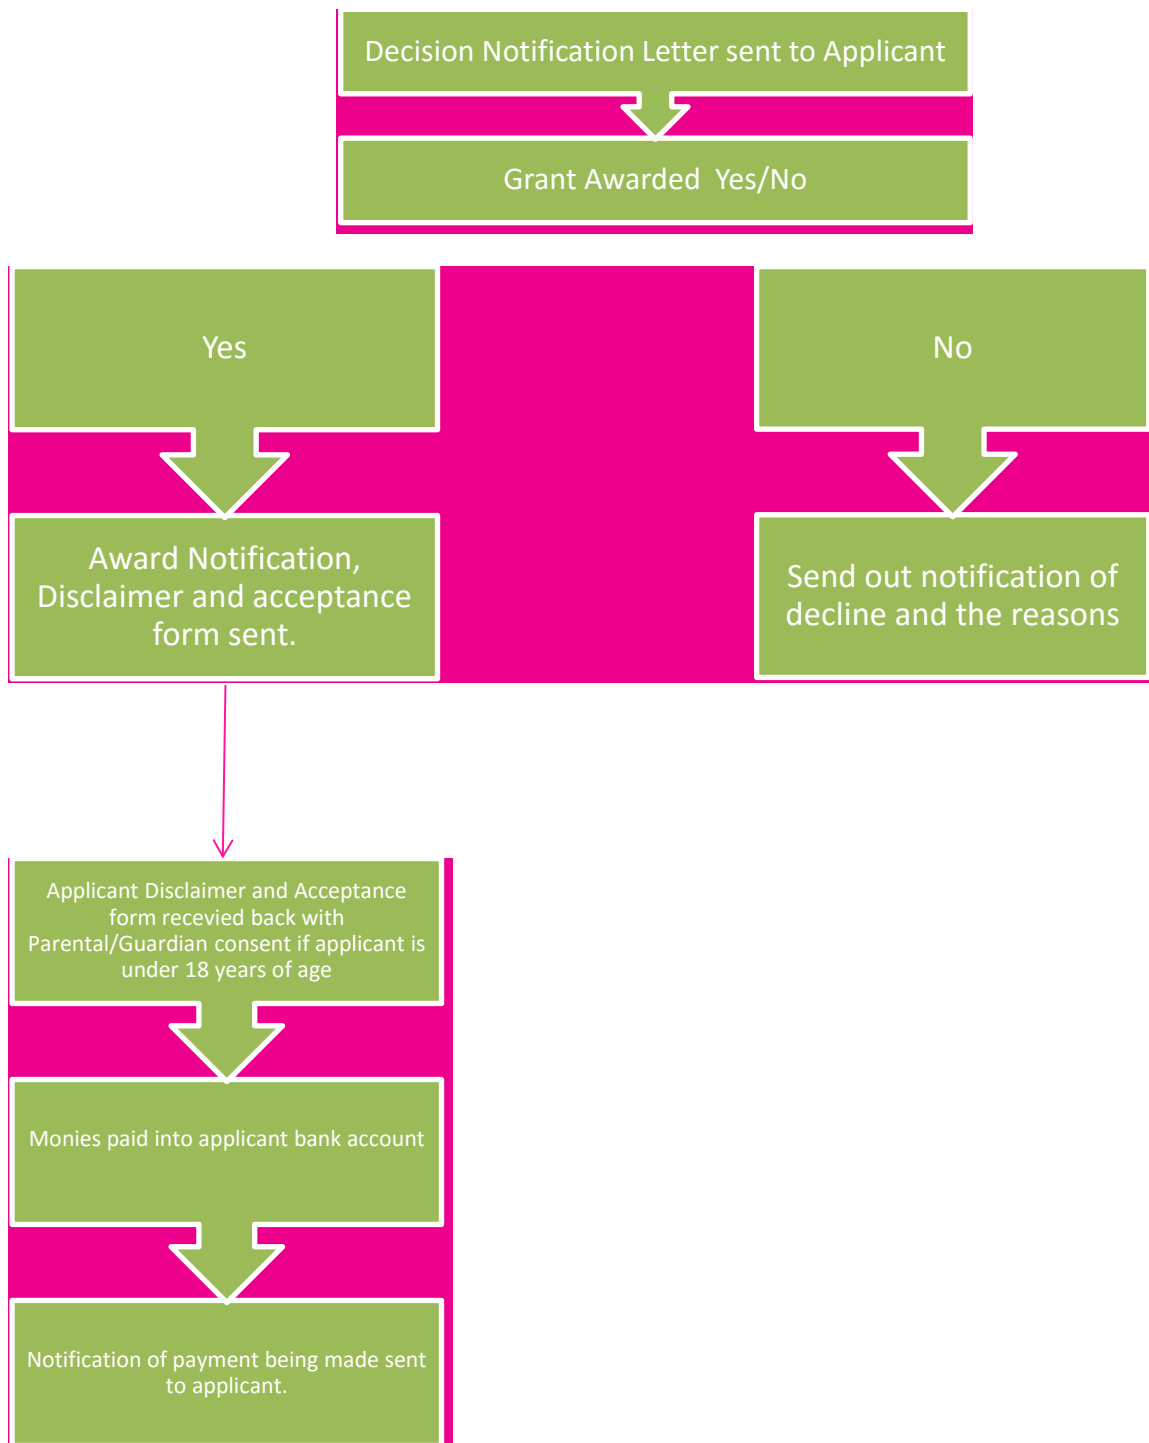 Decision Notification Letter sent to Applicant
Grant Awarded  Yes/No
Yes
No
Award Notification,
Disclaimer and acceptance
form sent.
Send out notification of
decline and the reasons
Applicant Disclaimer and Acceptance
form recevied back with
Parental/Guardian consent if applicant is
under 18 years of age
Monies paid into applicant bank account
Notification of payment being made sent
to applicant.